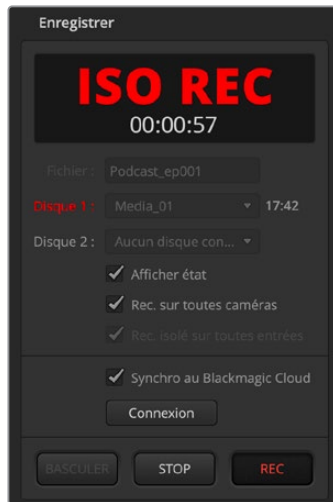 Enregistrer
ISO REC
00:00:57
Fichier : Podcast_ep001
Disque 1 : Media_01 17:42
Disque 2 : Aucun disque con...
Afficher état
Rec. sur toutes caméras
Rec. isolé sur toutes entrées
Synchro au Blackmagic Cloud
Connexion
BASCULER STOP REC